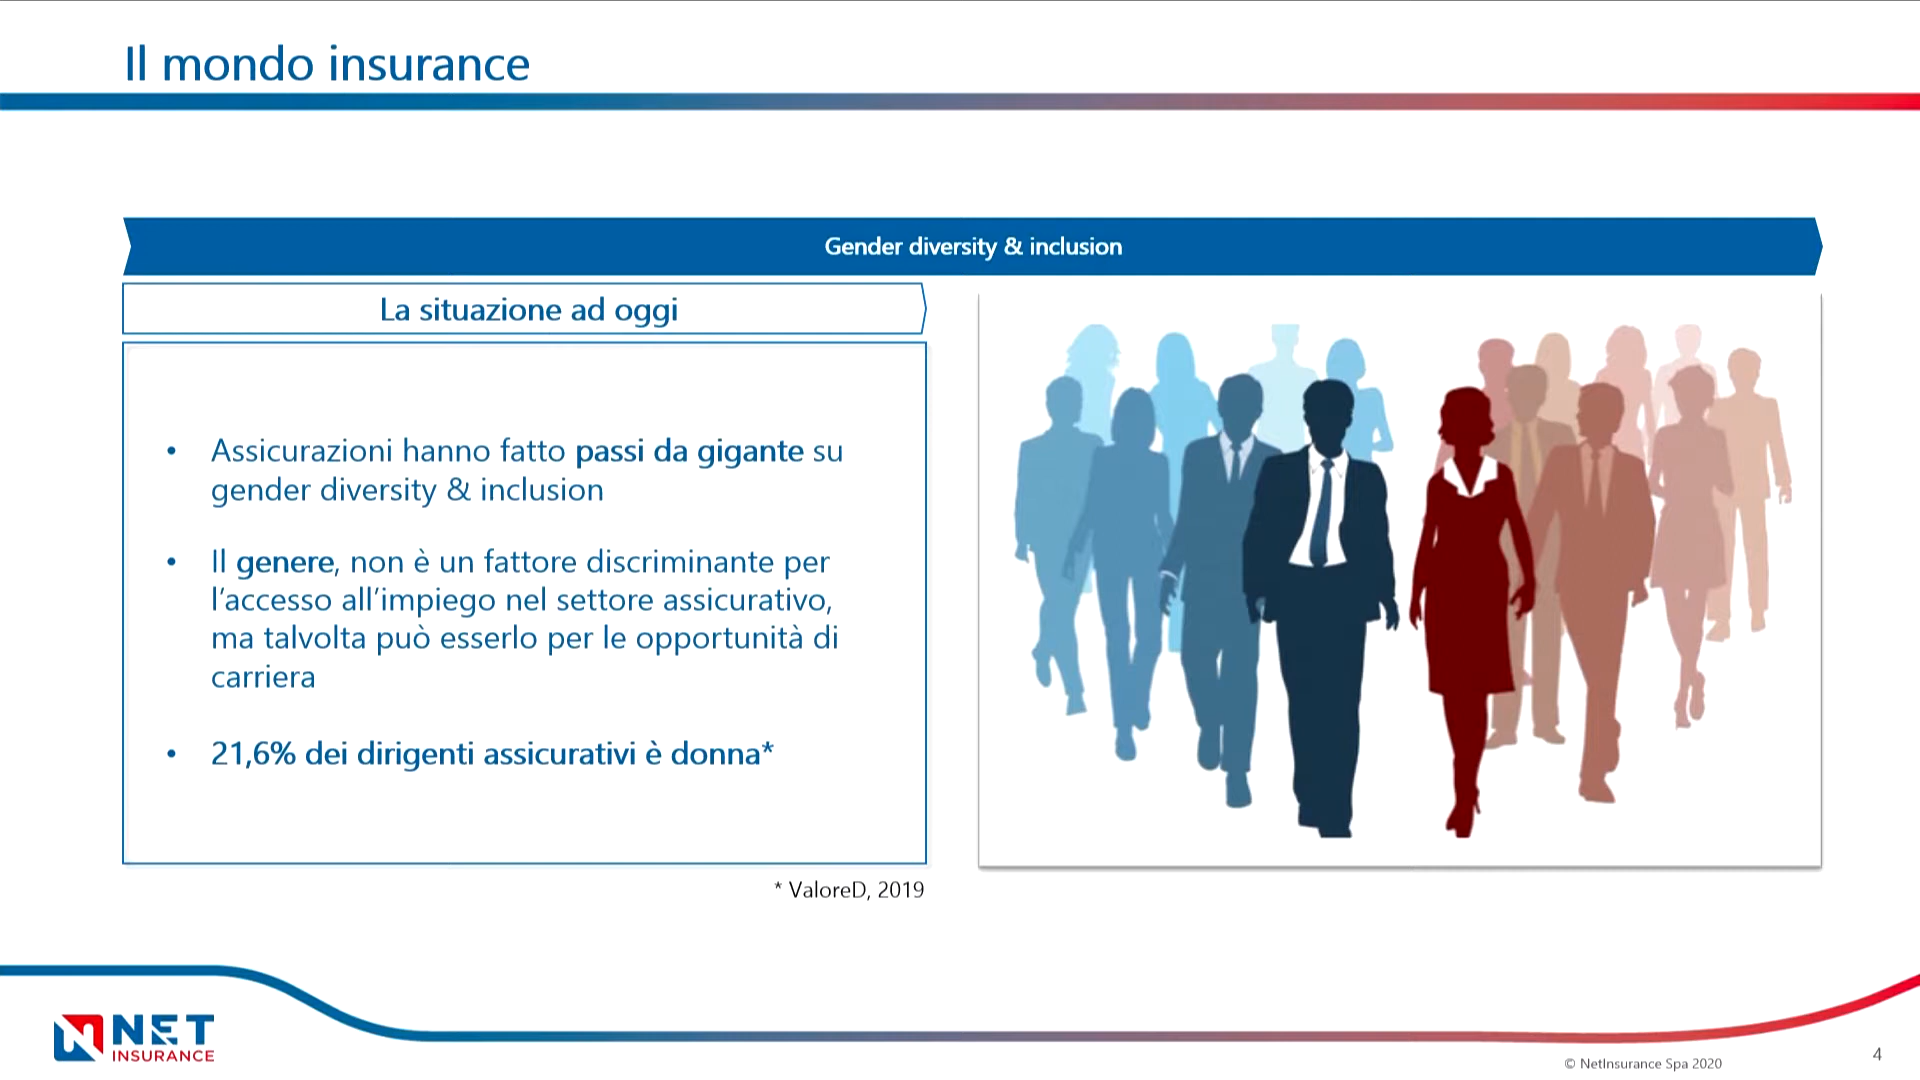 Il mondo insurance
Gender diversity & inclusion
La situazione ad oggi
• Assicurazioni hanno fatto passi da gigante su
gender diversity & inclusion
• Il genere, non è un fattore discriminante per
l'accesso all'impiego nel settore assicurativo,
ma talvolta può esserlo per le opportunità di
carriera
• 21,6% dei dirigenti assicurativi è donna*
* ValoreD, 2019
NET
INSURANCE
© NetInsurance Spa 2020
4